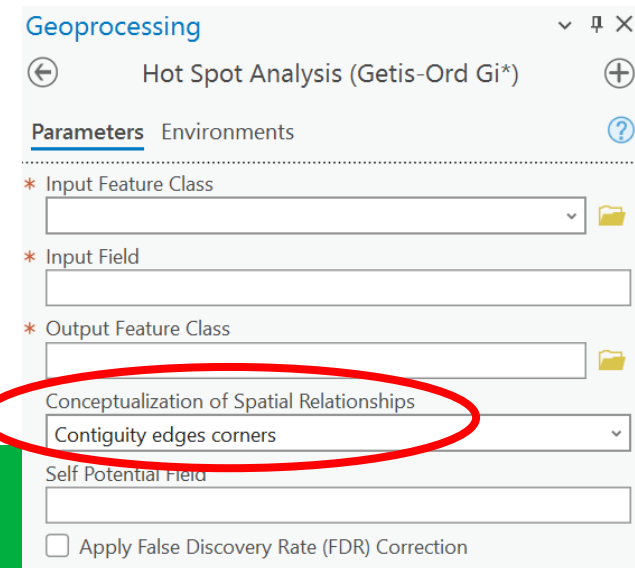 Geoprocessing
Hot Spot Analysis (Getis-Ord Gi*)
Parameters Environments
* Input Feature Class
* Input Field
* Output Feature Class
Conceptualization of Spatial Relationships
Contiguity edges corners
Self Potential Field
Apply False Discovery Rate (FDR) Correction